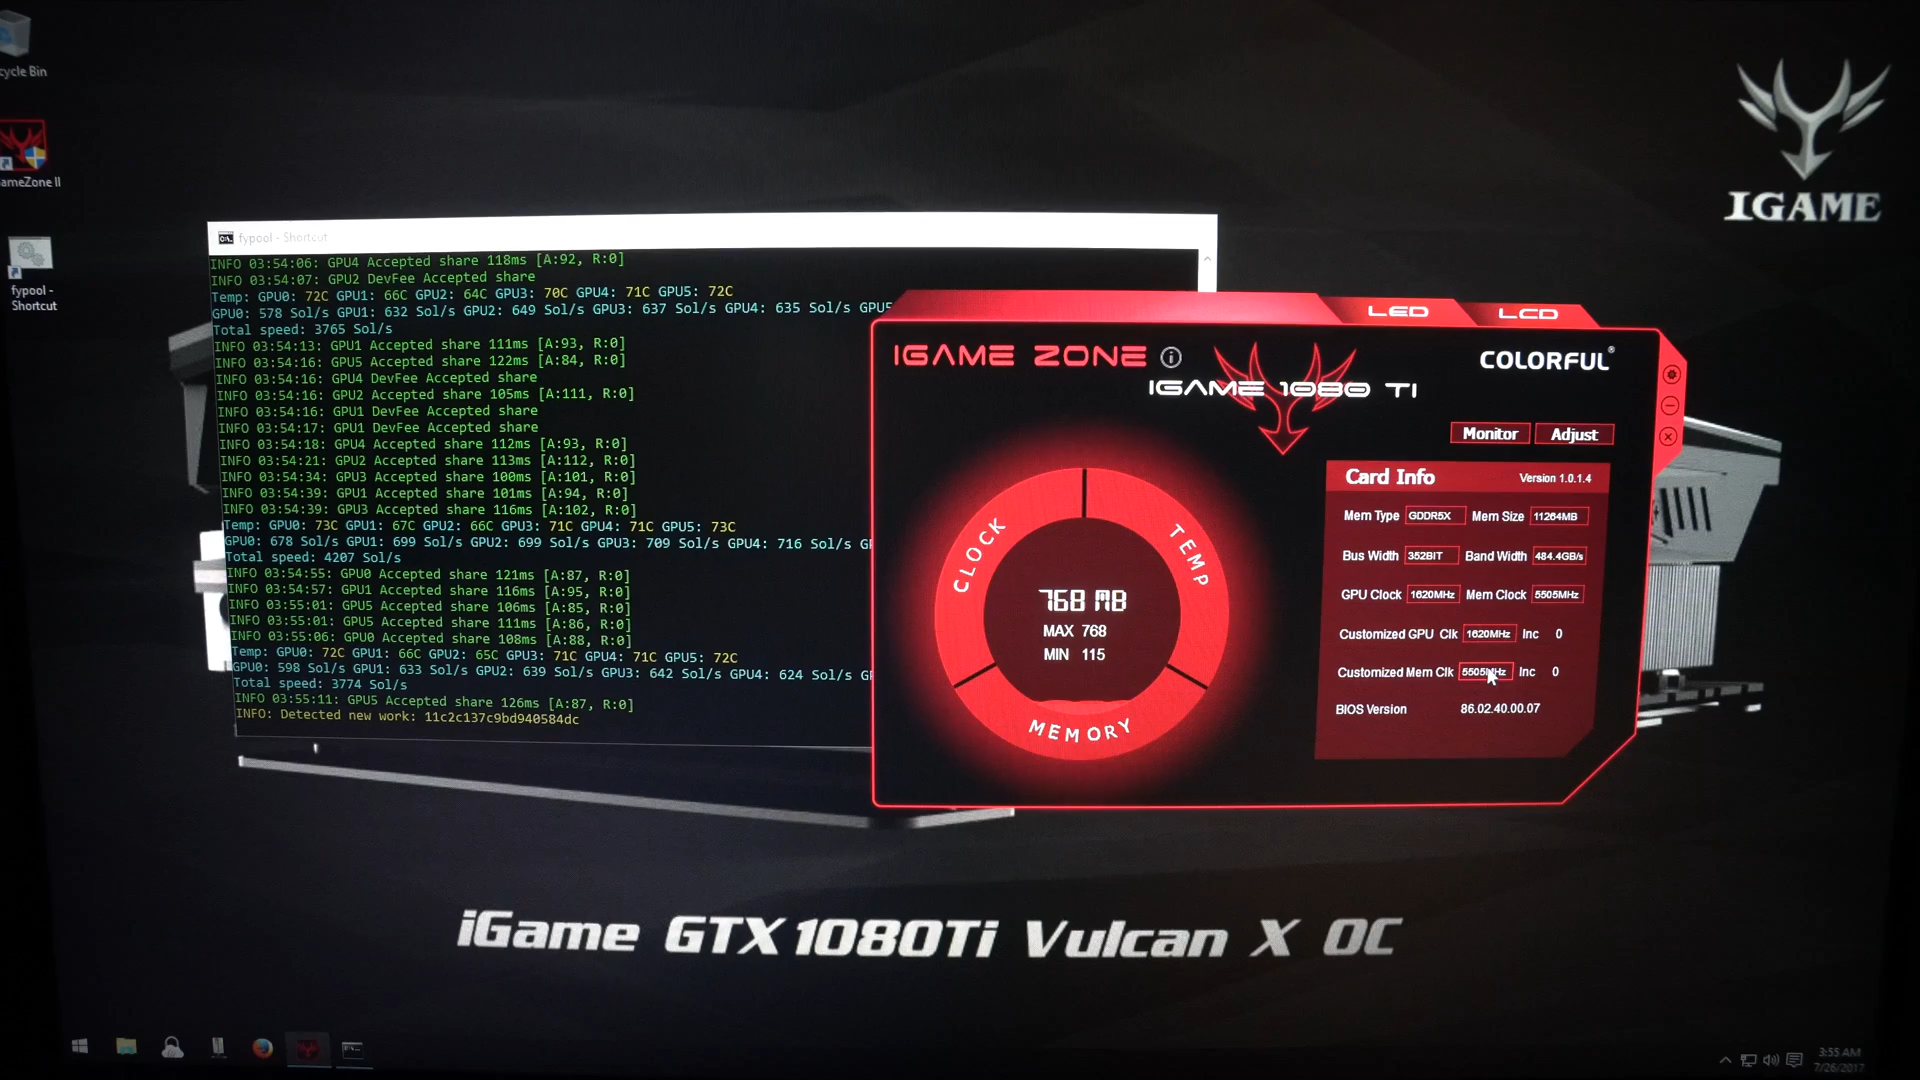 cycle Bin
ameZone II
fypool -
Shortcut
IGAME
fypool - Shortcut
INFO 03:54:06: GPU4 Accepted share 118ms [A:92, R:0]
INFO 03:54:07: GPU2 DevFee Accepted share
Temp: GPU0: 72C GPU1: 66C GPU2: 64C GPU3: 70C GPU4: 71C GPU5: 72C
GPU0: 578 Sol/s GPU1: 632 Sol/s GPU2: 649 Sol/s GPU3: 637 Sol/s GPU4: 635 Sol/s GPU5
Total speed: 3765 Sol/s
INFO 03:54:13: GPU1 Accepted share 111ms [A:93, R:0]
INFO 03:54:16: GPU5 Accepted share 122ms [A:84, R:0]
INFO 03:54:16: GPU4 DevFee Accepted share
INFO 03:54:16: GPU2 Accepted share 105ms [A:111, R:0]
INFO 03:54:16: GPU1 DevFee Accepted share
INFO 03:54:17: GPU1 DevFee Accepted share
INFO 03:54:18: GPU4 Accepted share 112ms [A:93, R:0]
INFO 03:54:21: GPU2 Accepted share 113ms [A:112, R:0]
INFO 03:54:34: GPU3 Accepted share 100ms [A:101, R:0]
INFO 03:54:39: GPU1 Accepted share 101ms [A:94, R:0]
INFO 03:54:39: GPU3 Accepted share 116ms [A:102, R:0]
Temp: GPU0: 73C GPU1: 67C GPU2: 66C GPU3: 71C GPU4: 71C GPU5: 73C
GPU0: 678 Sol/s GPU1: 699 Sol/s GPU2: 699 Sol/s GPU3: 709 Sol/s GPU4: 716 Sol/s GP
Total speed: 4207 Sol/s
INFO 03:54:55: GPU0 Accepted share 121ms [A:87, R:0]
INFO 03:54:57: GPU1 Accepted share 116ms [A:95, R:0]
INFO 03:55:01: GPU5 Accepted share 106ms [A:85, R:0]
INFO 03:55:01: GPU5 Accepted share 111ms [A:86, R:0]
INFO 03:55:06: GPU0 Accepted share 108ms [A:88, R:0]
Temp: GPU0: 72C GPU1: 66C GPU2: 65C GPU3: 71C GPU4: 71C GPU5: 72C
GPU0: 598 Sol/s GPU1: 633 Sol/s GPU2: 639 Sol/s GPU3: 642 Sol/s GPU4: 624 Sol/s GP
Total speed: 3774 Sol/s
INFO 03:55:11: GPU5 Accepted share 126ms [A:87, R:0]
INFO: Detected new work: 11c2c137c9bd940584dc
LED LCD
IGAME ZONE
COLORFUL®
IGAME 1080 TI
Monitor Adjust
CLOCK
TEMP
MEMORY
768 MB
MAX 768
MIN 115
Card Info Version 1.0.1.4
Mem Type GDDR5X Mem Size 11264MB
Bus Width 352BIT Band Width 484.4GB/s
GPU Clock 1620MHz Mem Clock 5505MHz
Customized GPU Clk 1620MHz Inc 0
Customized Mem Clk 5505MHz Inc 0
BIOS Version 86.02.40.00.07
iGame GTX 1080Ti Vulcan X OC
3:55 AM
7/26/2017